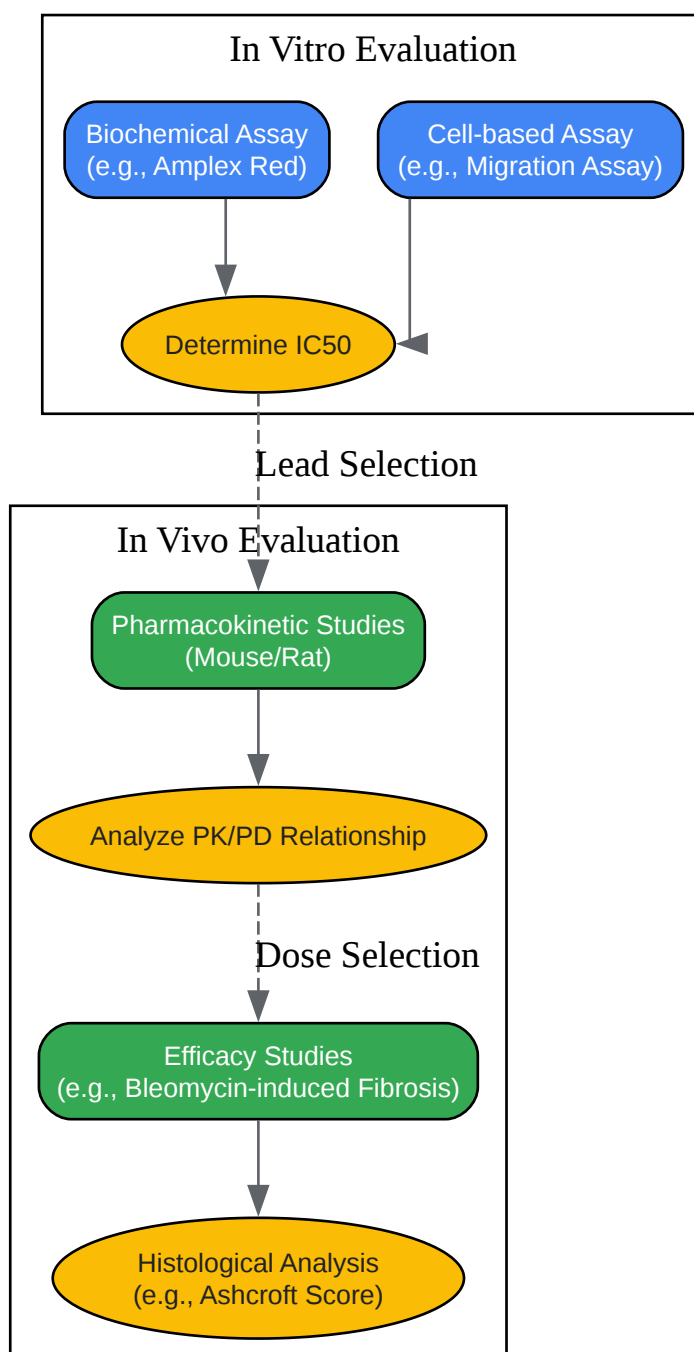 In Vitro Evaluation
Biochemical Assay
(e.g., Amplex Red)
Cell-based Assay
(e.g., Migration Assay)
Determine IC50
Lead Selection
In Vivo Evaluation
Pharmacokinetic Studies
(Mouse/Rat)
Analyze PK/PD Relationship
Dose Selection
Efficacy Studies
(e.g., Bleomycin-induced Fibrosis)
Histological Analysis
(e.g., Ashcroft Score)